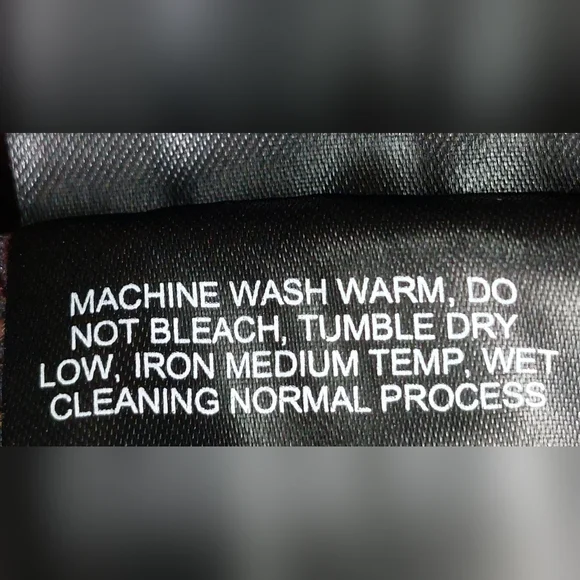 MACHINE WASH WARM, DO
NOT BLEACH, TUMBLE DRY
LOW, IRON MEDIUM TEMP, WET
CLEANING NORMAL PROCESS